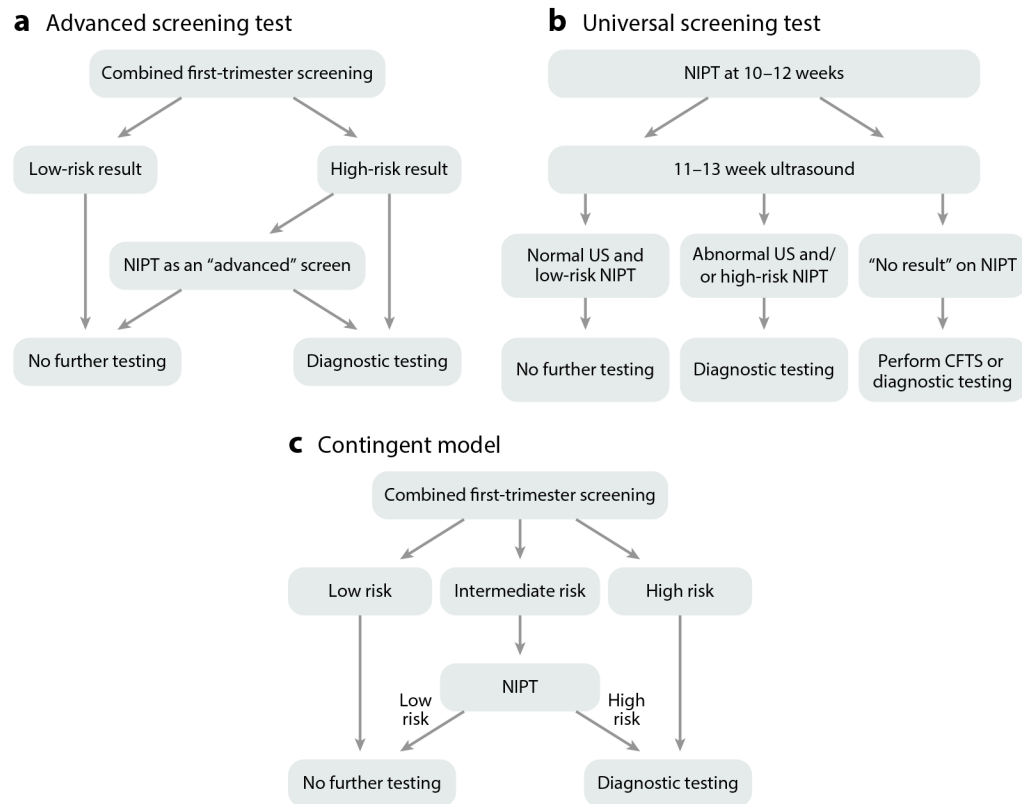 a Advanced screening test
Combined first-trimester screening
Low-risk result
High-risk result
NIPT as an “advanced” screen
No further testing
Diagnostic testing
b Universal screening test
NIPT at 10–12 weeks
11–13 week ultrasound
Normal US and
low-risk NIPT
Abnormal US and/
or high-risk NIPT
“No result” on NIPT
No further testing
Diagnostic testing
Perform CFTS or
diagnostic testing
c Contingent model
Combined first-trimester screening
Low risk
Intermediate risk
High risk
NIPT
Low
risk
High
risk
No further testing
Diagnostic testing